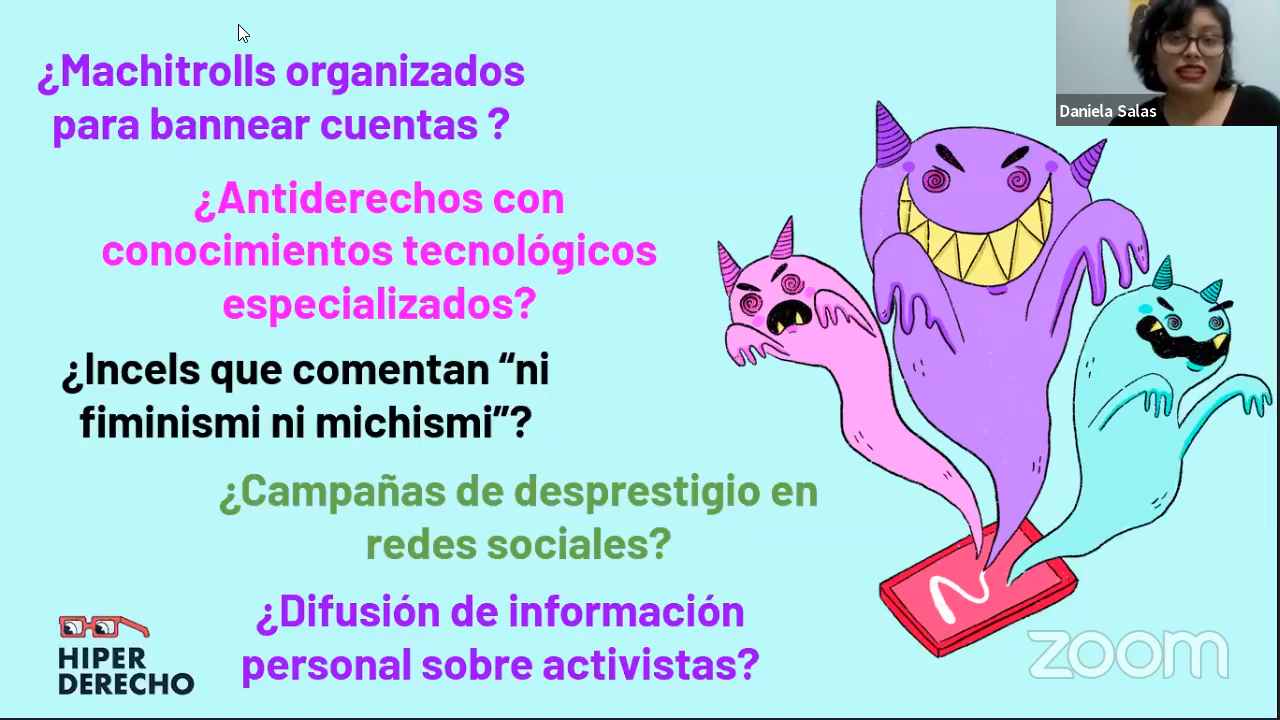 ¿Machitrolls organizados
para bannear cuentas ?
Daniela Salas
¿Antiderechos con
conocimientos tecnológicos
especializados?
¿Incels que comentan “ni
fiminismi ni michismi”?
¿Campañas de desprestigio en
redes sociales?
¿Difusión de información
personal sobre activistas?
HIPER
DERECHO
zoom